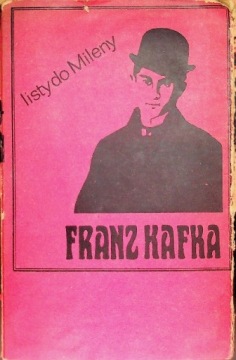 listy do Mileny
FRANZ KAFKA